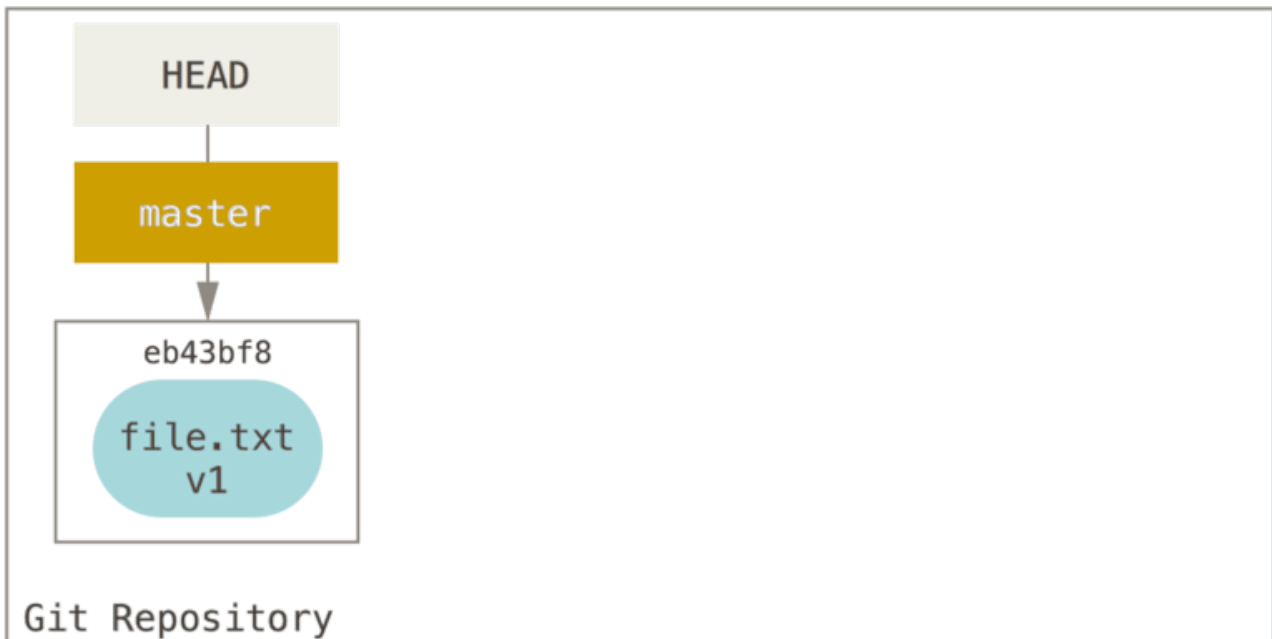 HEAD
master
eb43bf8
file.txt
v1
Git Repository